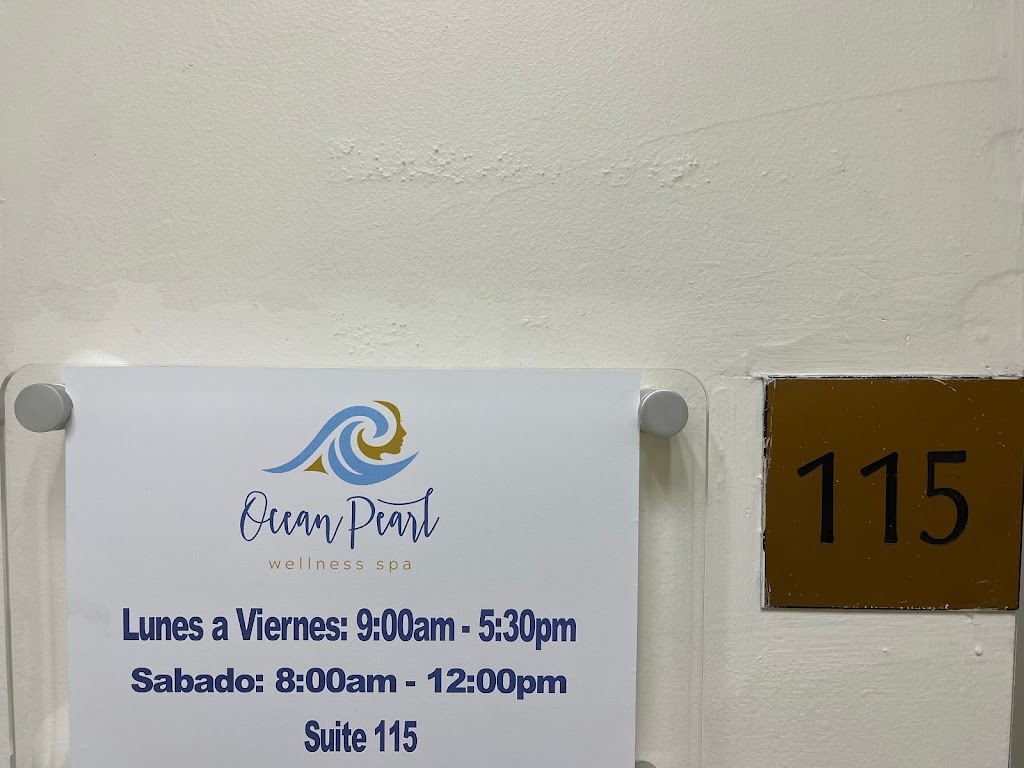 Ocean Pearl
wellness spa
Lunes a Viernes: 9:00am - 5:30pm
Sabado: 8:00am - 12:00pm
Suite 115
115